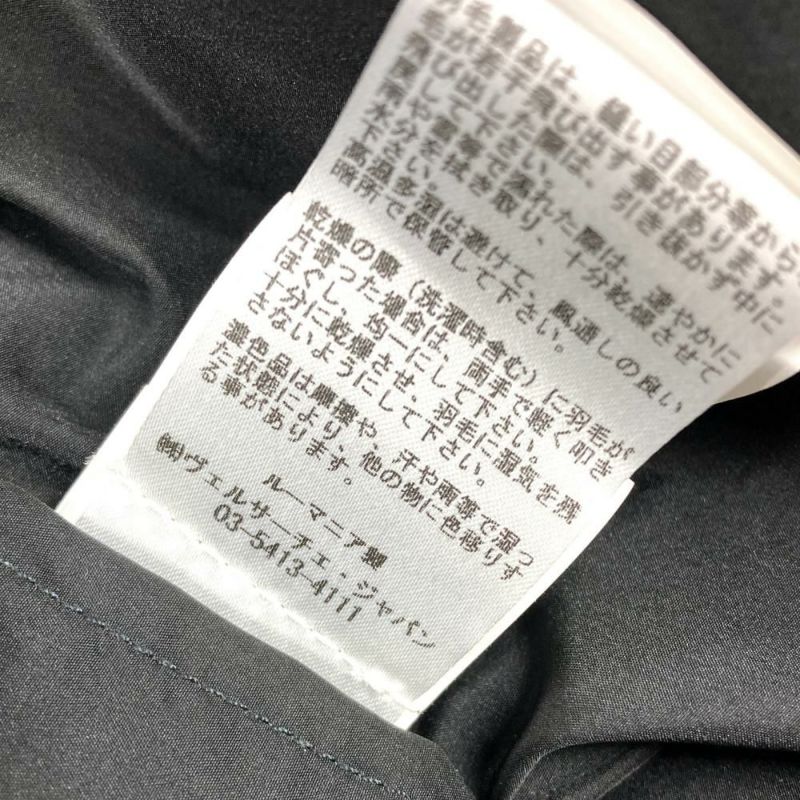 羽毛製品は、縫い目部分等から
毛が若干飛び出す事があります。
飛び出した際は、引き抜かず中に
戻して下さい。
雨や雪等で濡れた際は、速やかに
水分を拭き取り、十分乾燥させて
下さい。
高温多湿は避けて、風通しの良い
暗所で保管して下さい。
乾燥の際(洗濯時含む)に羽毛が
片寄った場合は、両手で軽く叩き
ほぐし、均一にして下さい。
十分に乾燥させ、羽毛に湿気を残
さないようにして下さい。
濃色品は摩擦や、汗や雨等で湿っ
た状態により、他の物に色移りす
る事があります。
ルーマニア製
㈱ヴェルサーチェ・ジャパン
03-5413-4111